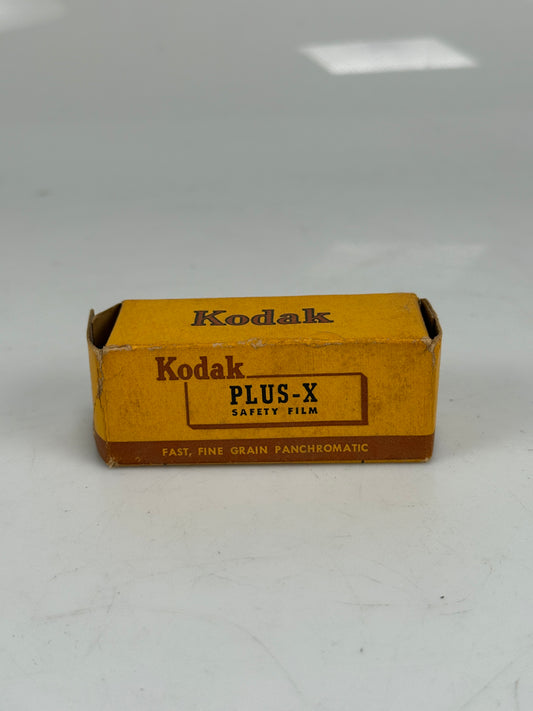 Kodak
Kodak
PLUS-X
SAFETY FILM
FAST, FINE GRAIN PANCHROMATIC